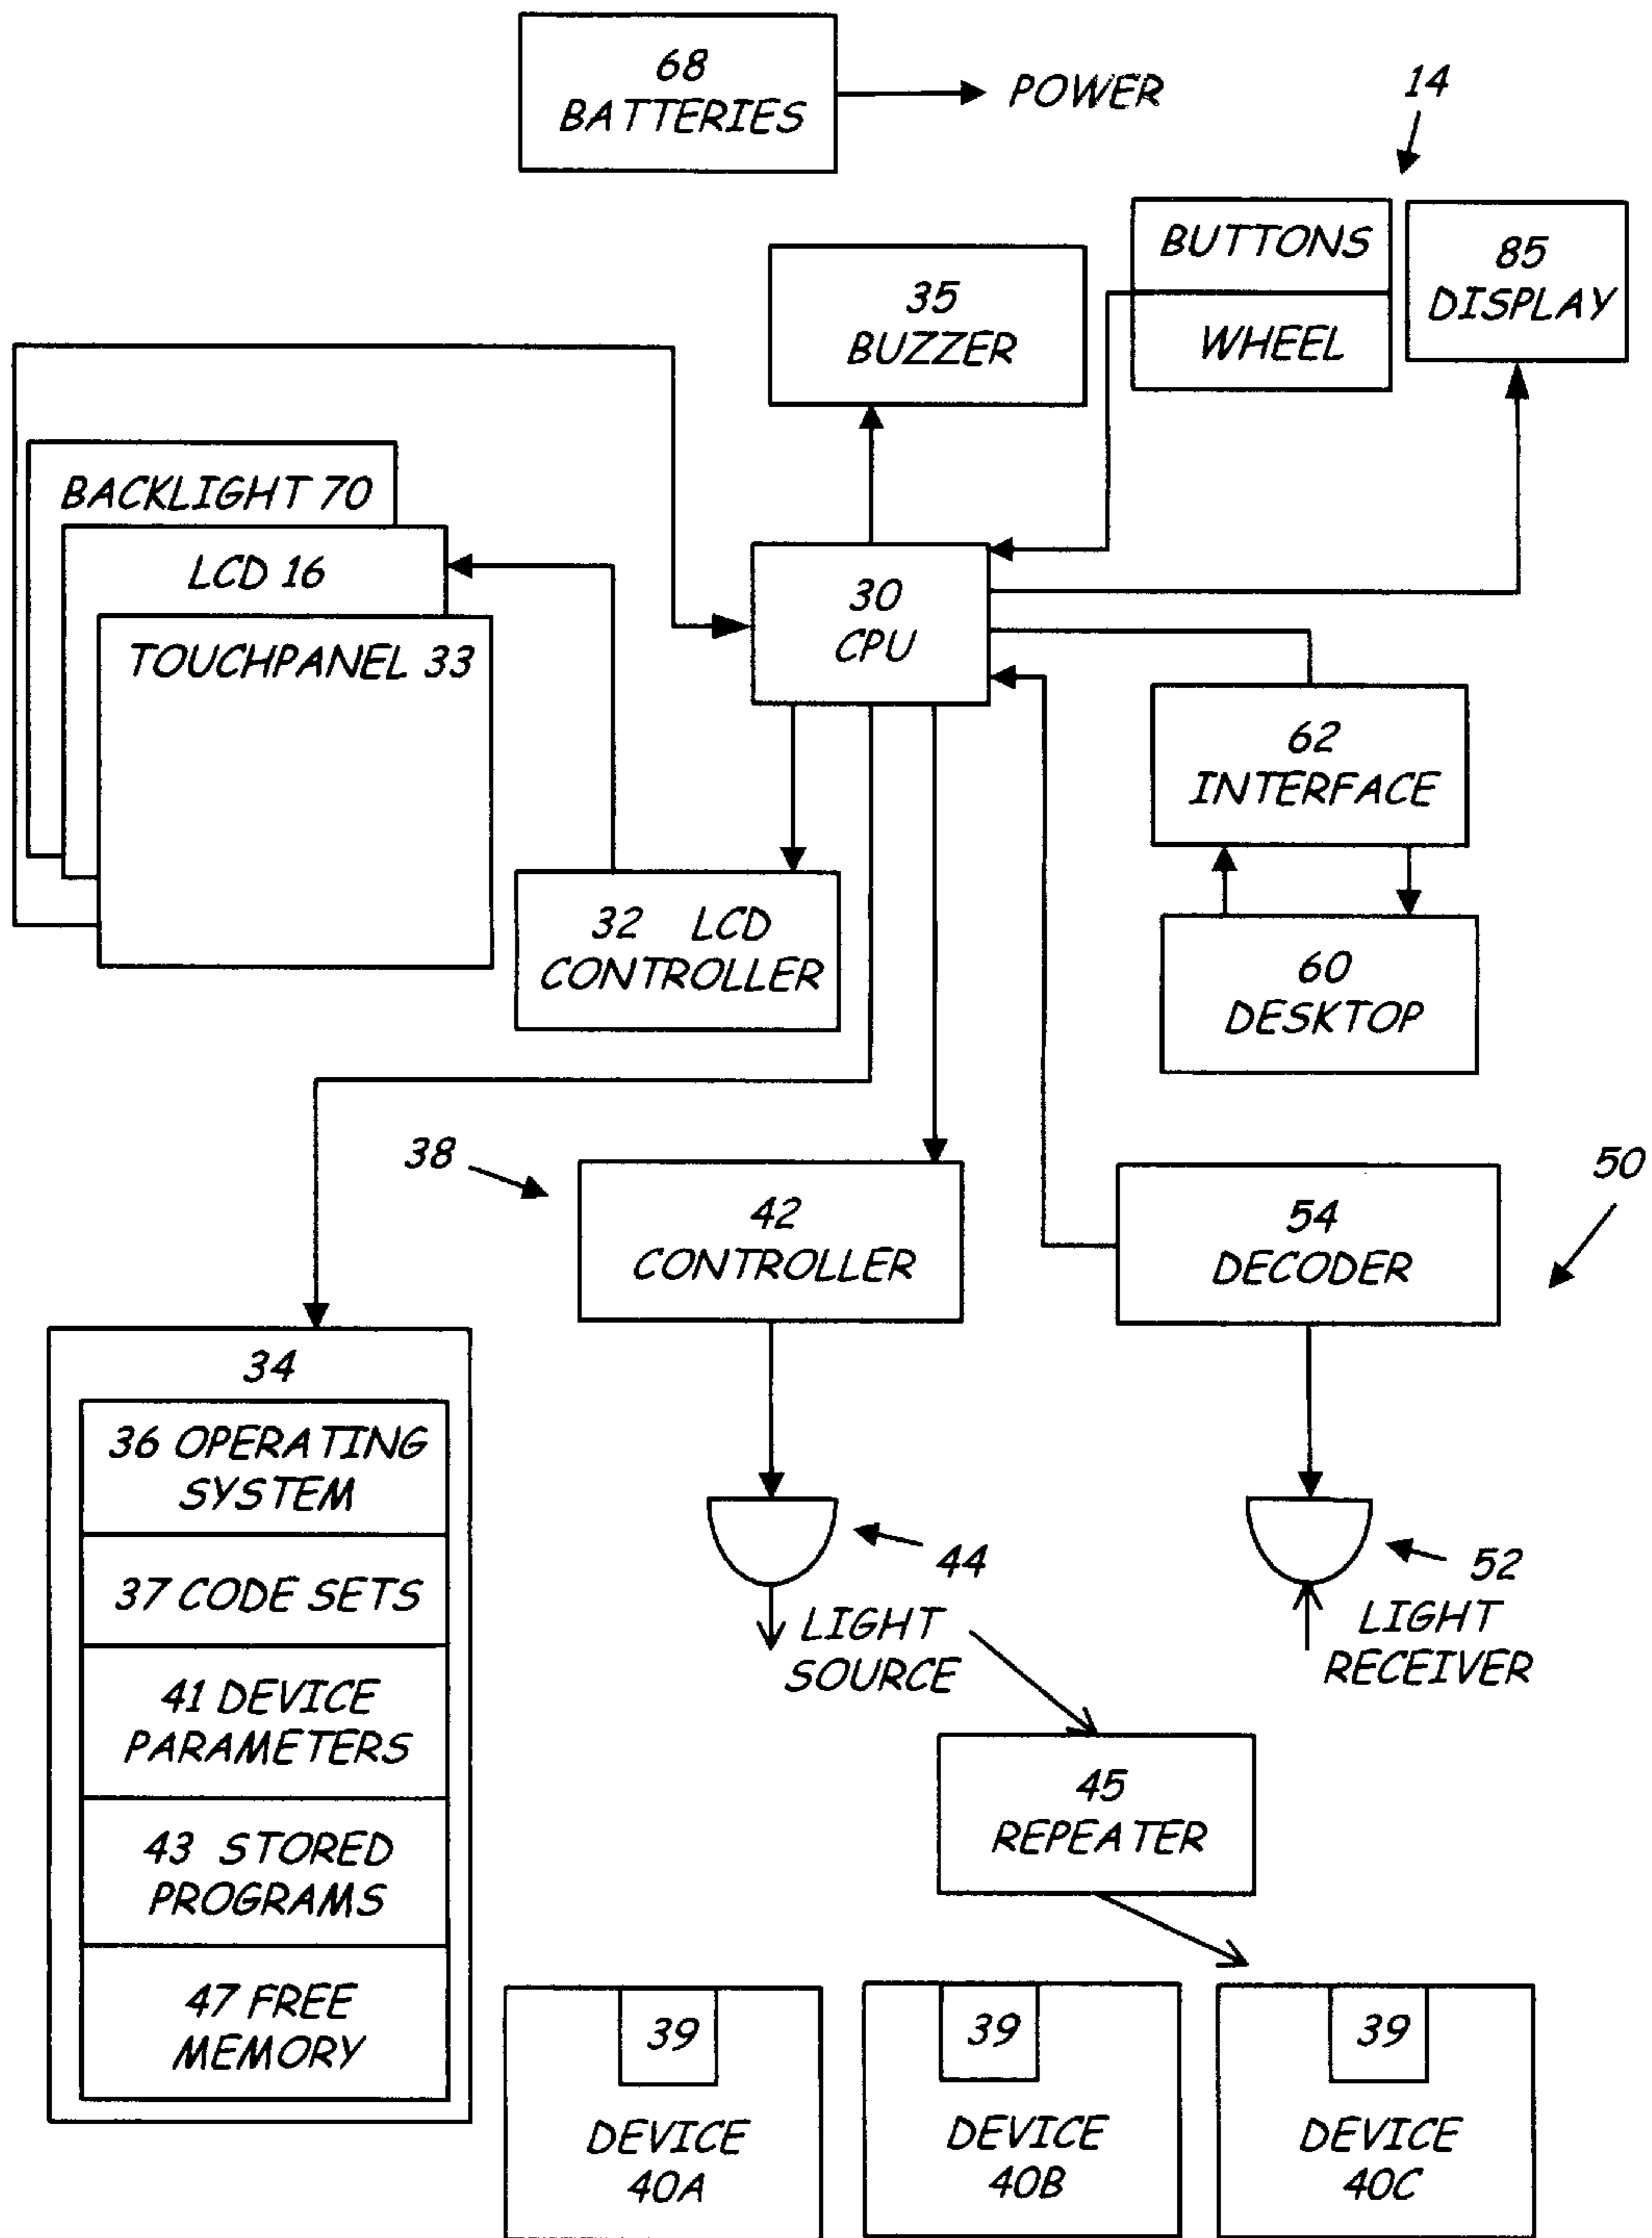 68
BATTERIES
POWER
14
BUTTONS
WHEEL
85
DISPLAY
35
BUZZER
BACKLIGHT 70
LCD 16
TOUCHPANEL 33
30
CPU
62
INTERFACE
32 LCD
CONTROLLER
60
DESKTOP
38
42
CONTROLLER
54
DECODER
50
34
36 OPERATING
SYSTEM
37 CODE SETS
41 DEVICE
PARAMETERS
43 STORED
PROGRAMS
47 FREE
MEMORY
44
LIGHT
SOURCE
52
LIGHT
RECEIVER
45
REPEATER
39
DEVICE
40A
39
DEVICE
40B
39
DEVICE
40C